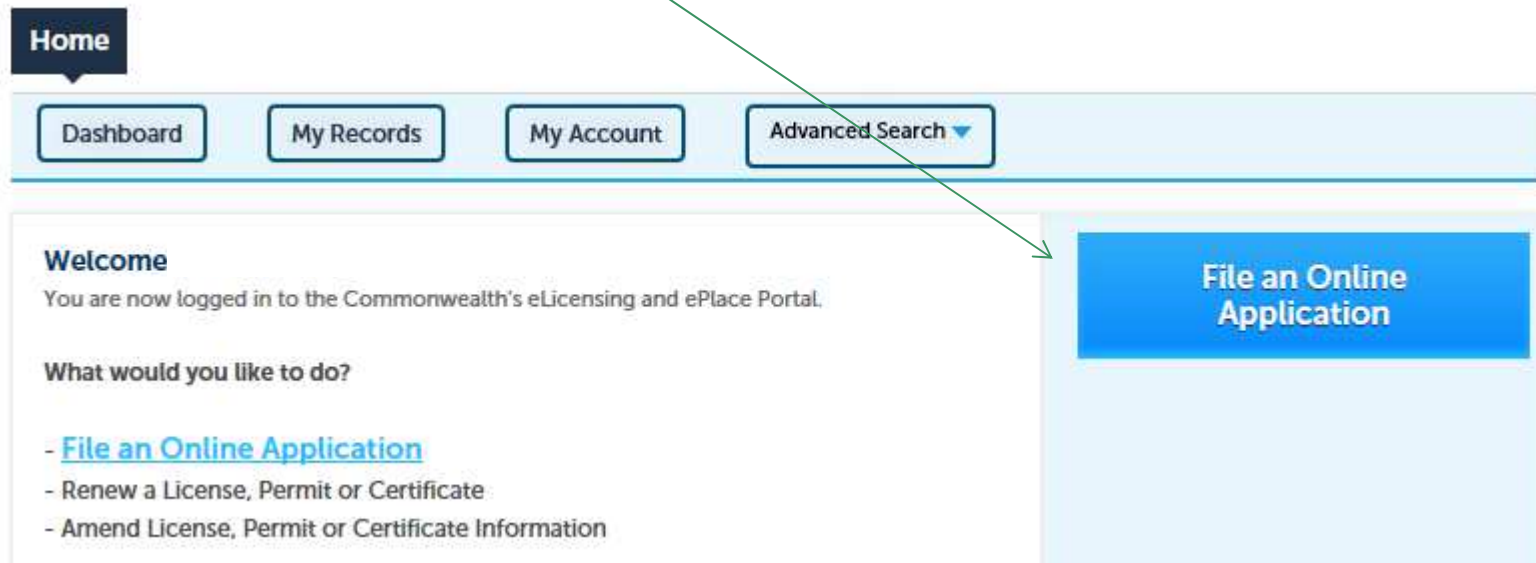 Home
Dashboard My Records My Account Advanced Search
Welcome
You are now logged in to the Commonwealth's eLicensing and ePlace Portal.
What would you like to do?
- File an Online Application
- Renew a License, Permit or Certificate
- Amend License, Permit or Certificate Information
File an Online
Application